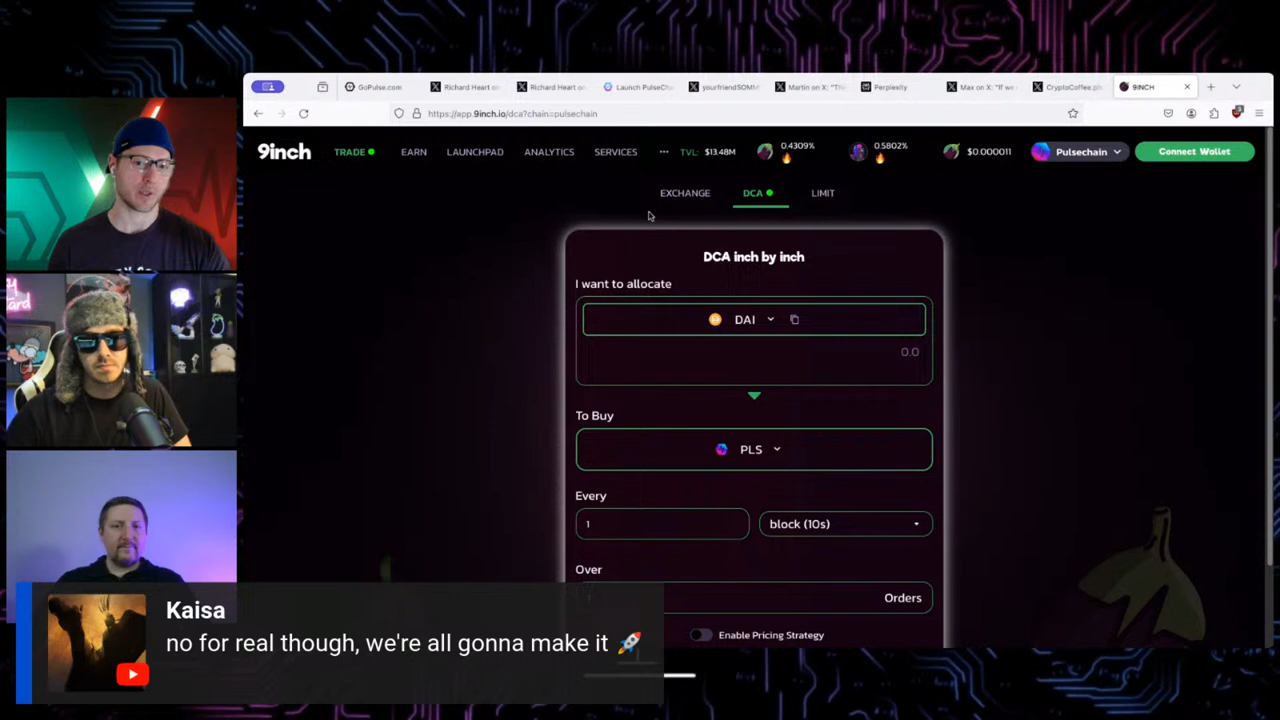 GoPulse.com
Richard Heart on
Richard Heart on
Launch PulseCha
yourfriendSOMM
Martin on X: "Th
Perplexity
Max on X: "If we
CryptoCoffee.ph
9INCH
https://app.9inch.io/dca?chain=pulsechain
9inch
TRADE
EARN
LAUNCHPAD
ANALYTICS
SERVICES
TVL: $13.48M
0.4309%
0.5802%
$0.000011
Pulsechain
Connect Wallet
EXCHANGE
DCA
LIMIT
DCA inch by inch
I want to allocate
DAI
0.0
To Buy
PLS
Every
1
block (10s)
Over
Orders
Enable Pricing Strategy
Kaisa
no for real though, we're all gonna make it 🚀